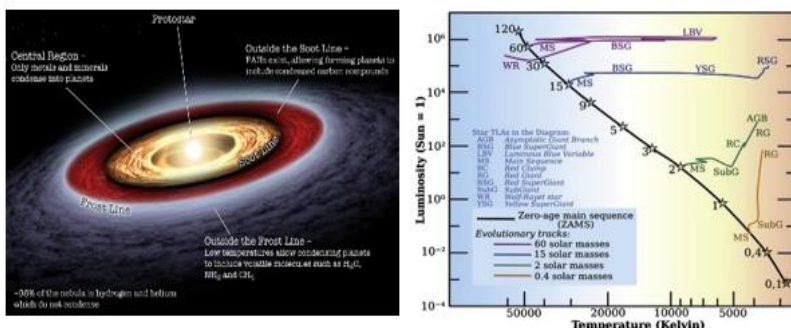 Protostar
Central Region –
Only metals and minerals
condense into planets
Outside the Soot Line –
PAHs exist, allowing forming planets to
include condensed carbon compounds
Soot Line
Frost Line
Outside the Frost Line –
Low temperatures allow condensing planets
to include volatile molecules such as H₂O,
NH₃ and CH₄
~98% of the nebula is hydrogen and helium
which do not condense
Luminosity (Sun = 1)
10⁶
10⁴
10²
10⁰
10⁻²
10⁻⁴
120
60
30
15
9
5
3
2
1
0.4
0.1
MS
WR
BSG
LBV
MS
BSG
YSG
RSG
MS
SubG
RC
AGB
RG
MS
SubG
RG
Star TLAs in the Diagram:
AGB Asymptotic Giant Branch
BSG Blue SuperGiant
LBV Luminous Blue Variable
MS Main Sequence
RC Red Clump
RG Red Giant
RSG Red SuperGiant
SubG SubGiant
WR Wolf-Rayet star
YSG Yellow SuperGiant
Zero-age main sequence
(ZAMS)
Evolutionary tracks:
60 solar masses
15 solar masses
2 solar masses
0.4 solar masses
50000
20000
10000
5000
Temperature (Kelvin)